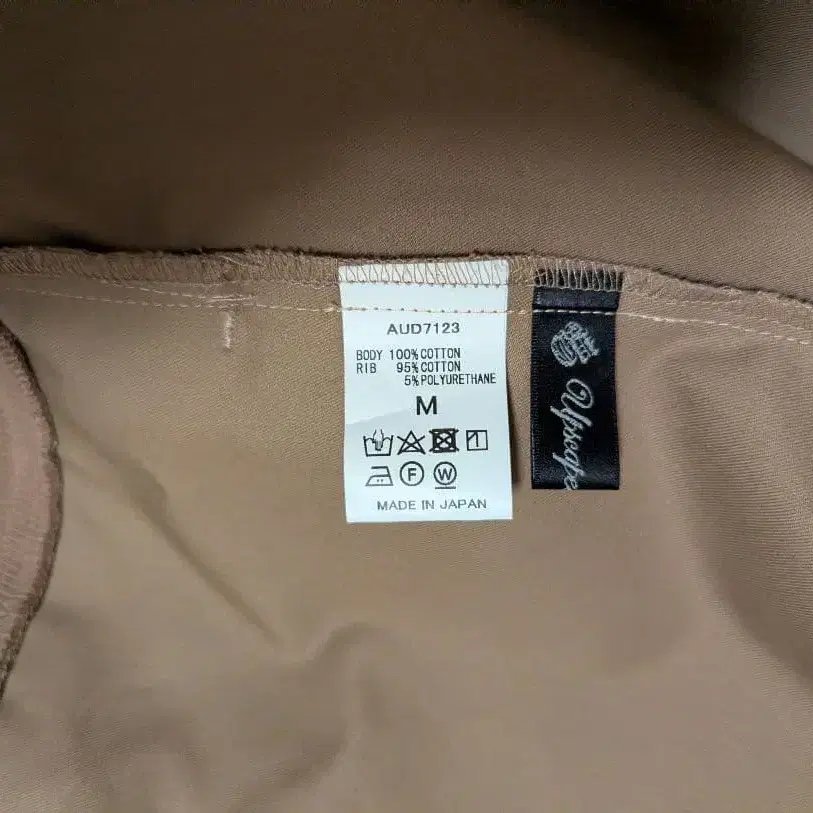 AUD7123
BODY 100% COTTON
RIB 95% COTTON
5% POLYURETHANE
M
F
W
MADE IN JAPAN
Upscape